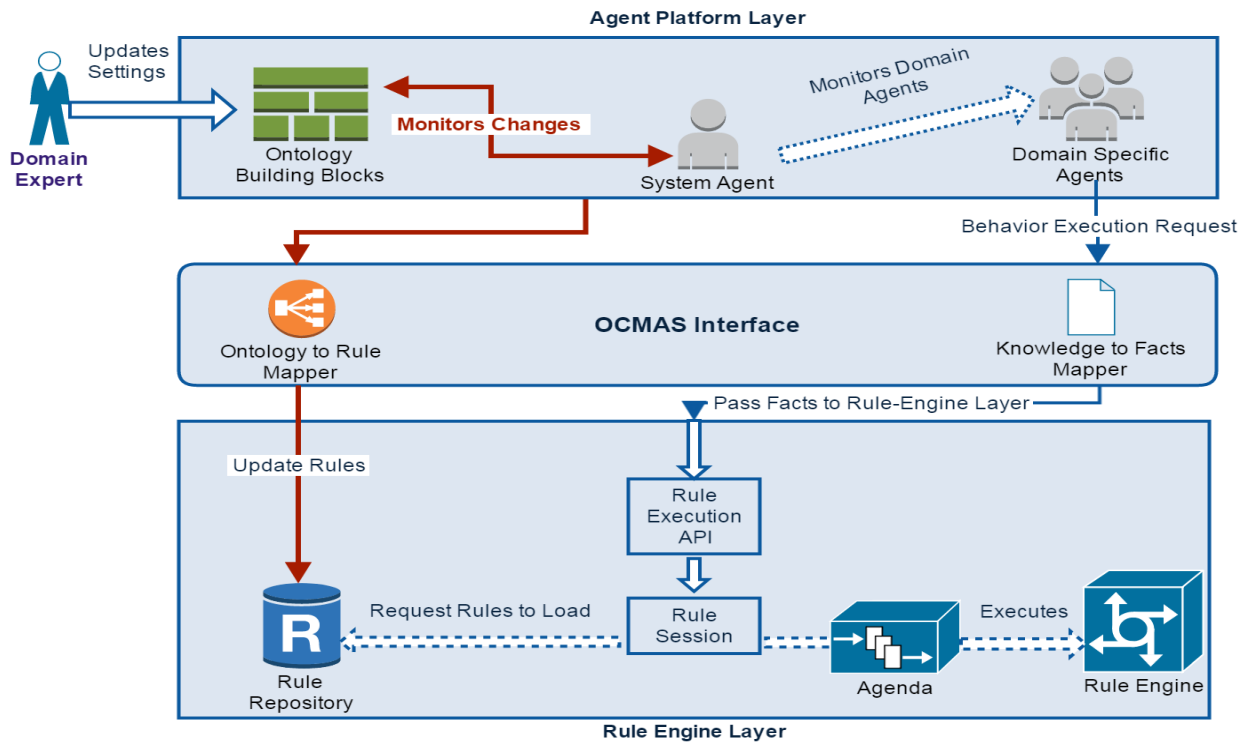 Agent Platform Layer
Updates
Settings
Domain
Expert
Ontology
Building Blocks
Monitors Changes
System Agent
Monitors Domain
Agents
Domain Specific
Agents
Behavior Execution Request
OCMAS Interface
Ontology to Rule
Mapper
Knowledge to Facts
Mapper
Pass Facts to Rule-Engine Layer
Update Rules
Rule
Execution
API
Request Rules to Load
Rule
Session
Executes
R
Rule
Repository
Agenda
Rule Engine
Rule Engine Layer